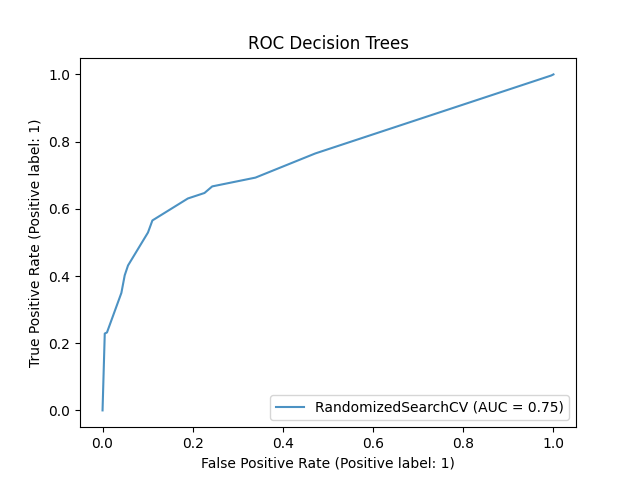 ROC Decision Trees
True Positive Rate (Positive label: 1)
1.0
0.8
0.6
0.4
0.2
0.0
RandomizedSearchCV (AUC = 0.75)
0.0 0.2 0.4 0.6 0.8 1.0
False Positive Rate (Positive label: 1)